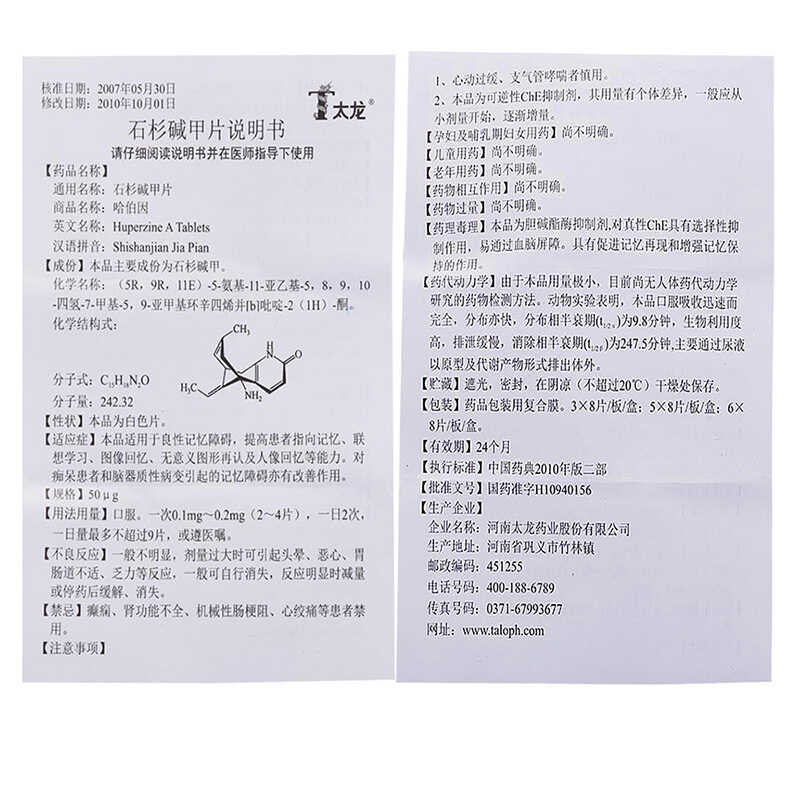 核准日期：2007年05月30日
修改日期：2010年10月01日
太龙®
石杉碱甲片说明书
请仔细阅读说明书并在医师指导下使用
【药品名称】
通用名称：石杉碱甲片
商品名称：哈伯因
英文名称：Huperzine A Tablets
汉语拼音：Shishanjian Jia Pian
【成份】本品主要成份为石杉碱甲。
化学名称：（5R，9R，11E）-5-氨基-11-亚乙基-5，8，9，10
-四氢-7-甲基-5，9-亚甲基环辛四烯并[b]吡啶-2（1H）-酮。
化学结构式：
CH₃
NH
O
H₃C
NH₂
分子式：C₁₅H₁₈N₂O
分子量：242.32
【性状】本品为白色片。
【适应症】本品适用于良性记忆障碍，提高患者指向记忆、联
想学习、图像回忆、无意义图形再认及人像回忆等能力。对
痴呆患者和脑器质性病变引起的记忆障碍亦有改善作用。
【规格】50μg
【用法用量】口服。一次0.1mg～0.2mg（2～4片），一日2次，
一日量最多不超过9片，或遵医嘱。
【不良反应】一般不明显，剂量过大时可引起头晕、恶心、胃
肠道不适、乏力等反应，一般可自行消失，反应明显时减量
或停药后缓解、消失。
【禁忌】癫痫、肾功能不全、机械性肠梗阻、心绞痛等患者禁
用。
【注意事项】
1、心动过缓、支气管哮喘者慎用。
2、本品为可逆性ChE抑制剂，其用量有个体差异，一般应从
小剂量开始，逐渐增量。
【孕妇及哺乳期妇女用药】尚不明确。
【儿童用药】尚不明确。
【老年用药】尚不明确。
【药物相互作用】尚不明确。
【药物过量】尚不明确。
【药理毒理】本品为胆碱酯酶抑制剂,对真性ChE具有选择性抑
制作用，易通过血脑屏障。具有促进记忆再现和增强记忆保
持的作用。
【药代动力学】由于本品用量极小，目前尚无人体药代动力学
研究的药物检测方法。动物实验表明，本品口服吸收迅速而
完全，分布亦快，分布相半衰期(t₁/₂α)为9.8分钟，生物利用度
高，排泄缓慢，消除相半衰期(t₁/₂β)为247.5分钟,主要通过尿液
以原型及代谢产物形式排出体外。
【贮藏】遮光，密封，在阴凉（不超过20℃）干燥处保存。
【包装】药品包装用复合膜。3×8片/板/盒；5×8片/板/盒；6×
8片/板/盒。
【有效期】24个月
【执行标准】中国药典2010年版二部
【批准文号】国药准字H10940156
【生产企业】
企业名称：河南太龙药业股份有限公司
生产地址：河南省巩义市竹林镇
邮政编码：451255
电话号码：400-188-6789
传真号码：0371-67993677
网址：www.taloph.com